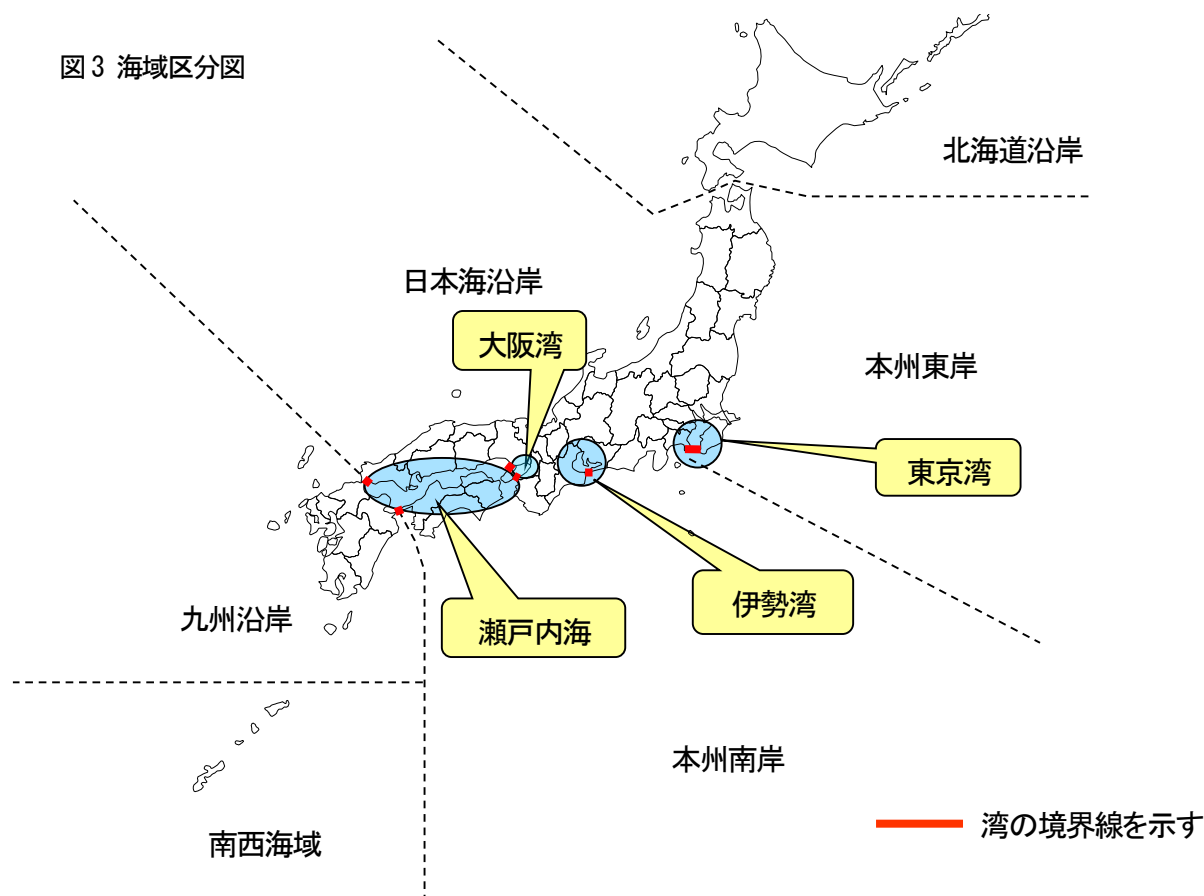 図3 海域区分図
北海道沿岸
日本海沿岸
大阪湾
本州東岸
東京湾
伊勢湾
九州沿岸
瀬戸内海
本州南岸
湾の境界線を示す
南西海域